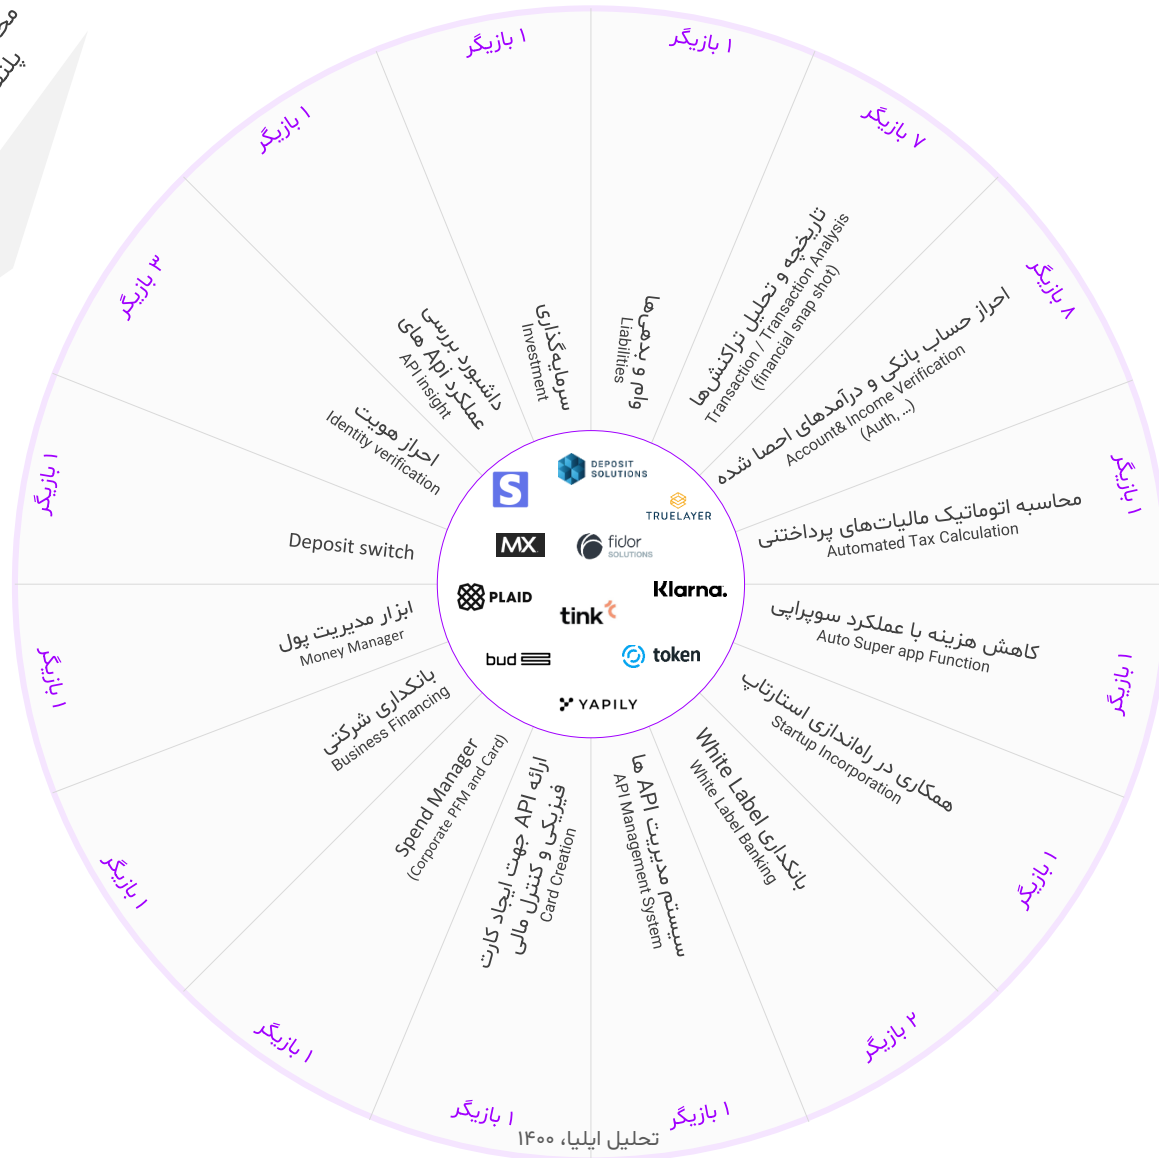 ۱ بازیگر
وام و بدهی‌ها
Liabilities
۷ بازیگر
تاریخچه و تحلیل تراکنش‌ها
Transaction / Transaction Analysis
(financial snap shot)
۸ بازیگر
احراز حساب بانکی و درآمدهای احصا شده
Account& Income Verification
(Auth, ...)
۱ بازیگر
محاسبه اتوماتیک مالیات‌های پرداختنی
Automated Tax Calculation
۱ بازیگر
کاهش هزینه با عملکرد سوپراپی
Auto Super app Function
۱ بازیگر
همکاری در راه‌اندازی استارتاپ
Startup Incorporation
۲ بازیگر
بانکداری White Label
White Label Banking
۱ بازیگر
سیستم مدیریت API ها
API Management System
۱ بازیگر
ارائه API جهت ایجاد کارت
فیزیکی و کنترل مالی
Card Creation
۱ بازیگر
Spend Manager
(Corporate PFM and Card)
۱ بازیگر
بانکداری شرکتی
Business Financing
۱ بازیگر
ابزار مدیریت پول
Money Manager
۱ بازیگر
Deposit switch
۳ بازیگر
احراز هویت
Identity verification
۱ بازیگر
داشبورد بررسی
عملکرد Api های
API insight
۱ بازیگر
سرمایه‌گذاری
Investment
DEPOSIT
SOLUTIONS
S
TRUELAYER
MX
fidor
SOLUTIONS
PLAID
Klarna.
tink
bud
token
YAPILY
تحلیل ایلیا، ۱۴۰۰